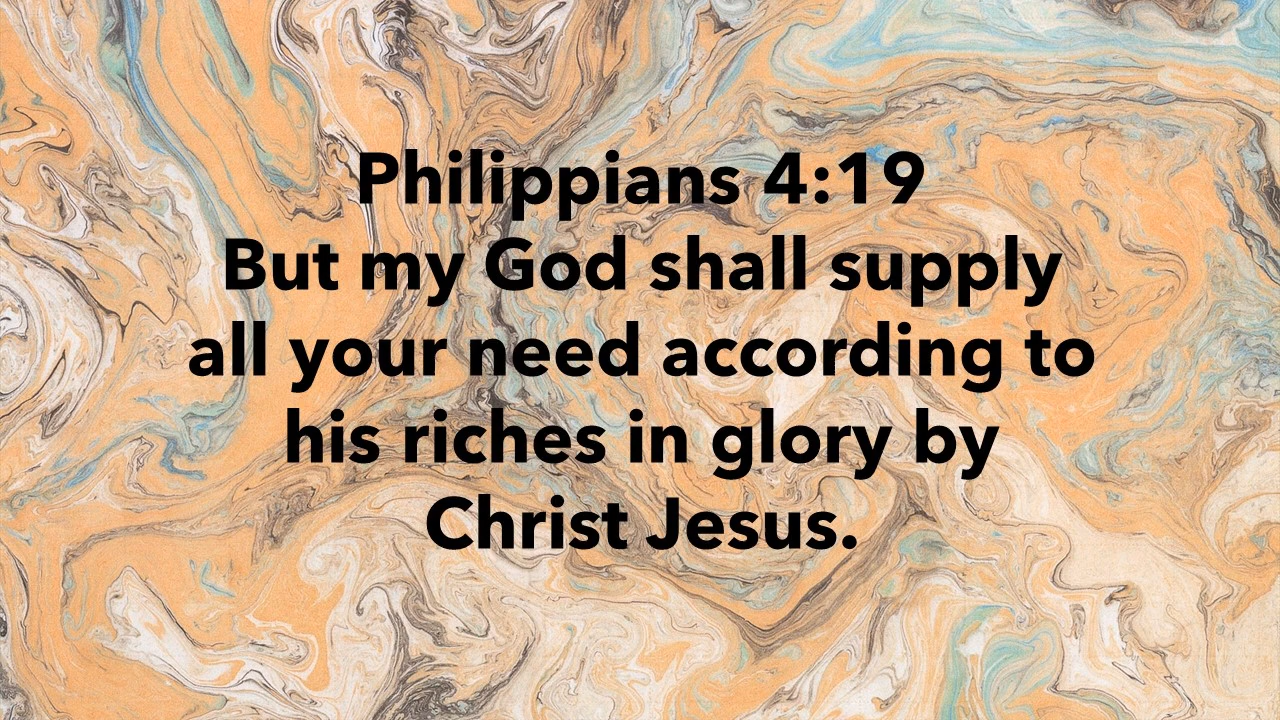 Philippians 4:19
But my God shall supply
all your need according to
his riches in glory by
Christ Jesus.